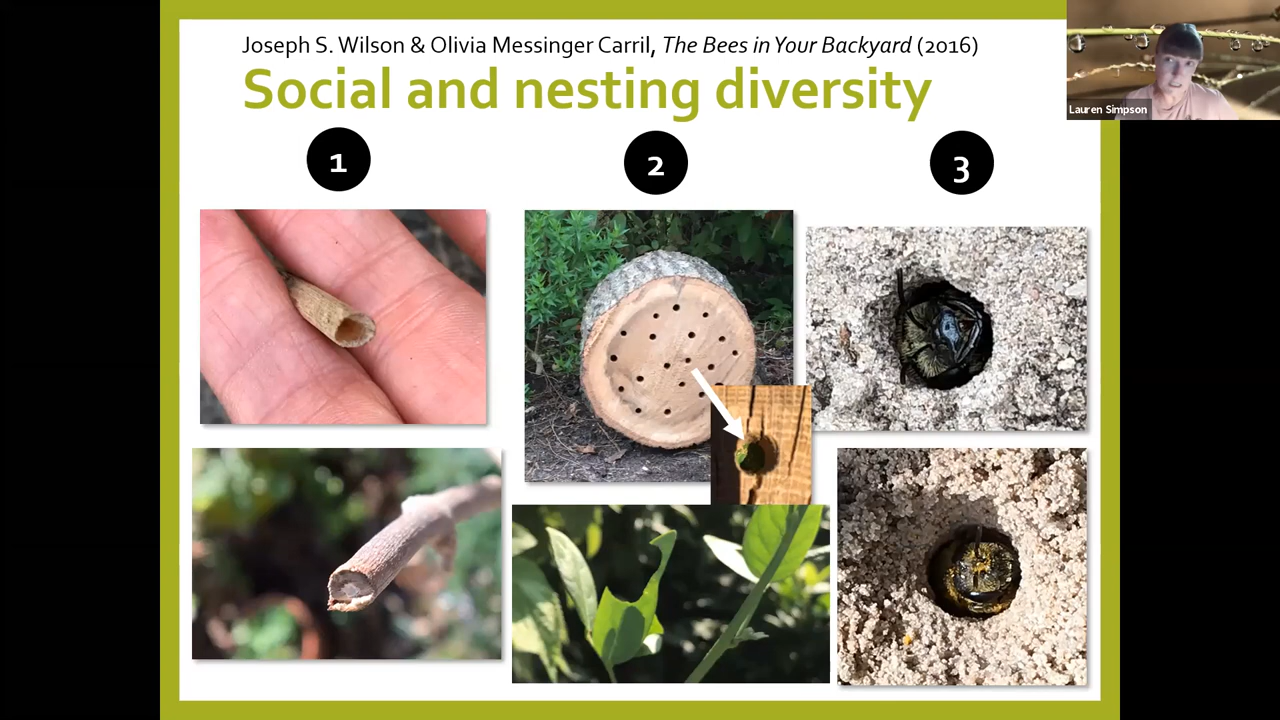 Joseph S. Wilson & Olivia Messinger Carril, The Bees in Your Backyard (2016)
Social and nesting diversity
Lauren Simpson
1
2
3